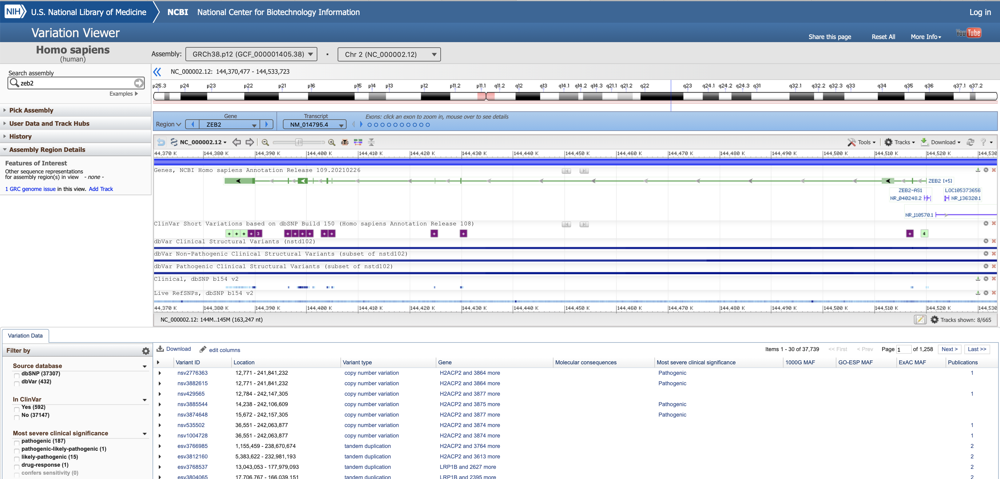 NIH U.S. National Library of Medicine NCBI National Center for Biotechnology Information Log in
Variation Viewer Share this page Reset All More Info YouTube
Homo sapiens
(human)
Assembly: GRCh38.p12 (GCF_000001405.38) · Chr 2 (NC_000002.12)
Search assembly
zeb2
Examples
Pick Assembly
User Data and Track Hubs
History
Assembly Region Details
Features of Interest
Other sequence representations
for assembly region(s) in view - none -
1 GRC genome issue in this view. Add Track
NC_000002.12: 144,370,477 - 144,533,723
p25.3 p24 p23 p22 p21 p16 p15 p14 p13 p12 p11.2 p11.1 q11.2 q12 q13 q14.1 q14.2 q14.3 q21.1 q21.2 q22 q23 q24.1 q24.2 q24.3 q31 q32.1 q32.2 q32.3 q33 q34 q35 q36 q37.1 q37.2
Gene Transcript Exons: click an exon to zoom in, mouse over to see details
Region ZEB2 NM_014795.4
NC_000002.12 ATG Tools Tracks Download ?
44,370 K 144,380 K 144,390 K 144,400 K 144,410 K 144,420 K 144,430 K 144,440 K 144,450 K 144,460 K 144,470 K 144,480 K 144,490 K 144,500 K 144,510 K 144,520 K 144,530
Genes, NCBI Homo sapiens Annotation Release 109.20210226
ZEB2 [+5]
ZEB2-AS1 LOC105373656
NR_040248.2 NR_136320.1
NR_110570.1
ClinVar Short Variations based on dbSNP Build 150 (Homo sapiens Annotation Release 108)
+ + + + 3 + + + + + + + + + 4
dbVar Clinical Structural Variants (nstd102)
dbVar Non-Pathogenic Clinical Structural Variants (subset of nstd102)
dbVar Pathogenic Clinical Structural Variants (subset of nstd102)
Clinical, dbSNP b154 v2
Live RefSNPs, dbSNP b154 v2
44,370 K 144,380 K 144,390 K 144,400 K 144,410 K 144,420 K 144,430 K 144,440 K 144,450 K 144,460 K 144,470 K 144,480 K 144,490 K 144,500 K 144,510 K 144,520 K 144,530
NC_000002.12: 144M..145M (163,247 nt) Tracks shown: 8/665
Variation Data
Filter by
Source database
dbSNP (37307)
dbVar (432)
In ClinVar
Yes (592)
No (37147)
Most severe clinical significance
pathogenic (187)
pathogenic-likely-pathogenic (1)
likely-pathogenic (15)
drug-response (1)
confers sensitivity (0)
Download edit columns Items 1 - 30 of 37,739 << First < Prev Page 1 of 1,258 Next > Last >>
Variant ID Location Variant type Gene Molecular consequences Most severe clinical significance 1000G MAF GO-ESP MAF ExAC MAF Publications
nsv2776363 12,771 - 241,841,232 copy number variation H2ACP2 and 3864 more Pathogenic 1
nsv3882615 12,771 - 241,841,232 copy number variation H2ACP2 and 3864 more Pathogenic
nsv429565 12,784 - 242,147,305 copy number variation H2ACP2 and 3877 more 1
nsv3885544 14,238 - 242,106,609 copy number variation H2ACP2 and 3875 more Pathogenic
nsv3874648 15,672 - 242,157,305 copy number variation H2ACP2 and 3877 more Pathogenic
nsv535502 36,551 - 242,063,877 copy number variation H2ACP2 and 3874 more 1
nsv1004728 36,551 - 242,063,877 copy number variation H2ACP2 and 3874 more 1
esv3766985 1,155,459 - 238,670,674 tandem duplication H2ACP2 and 3764 more 2
esv3812160 5,383,622 - 232,981,193 tandem duplication H2ACP2 and 3613 more 2
esv3768537 13,043,053 - 177,979,093 tandem duplication LRP1B and 2627 more 2
esv3804065 17,706,767 - 166,039,151 tandem duplication LRP1B and 2395 more 2